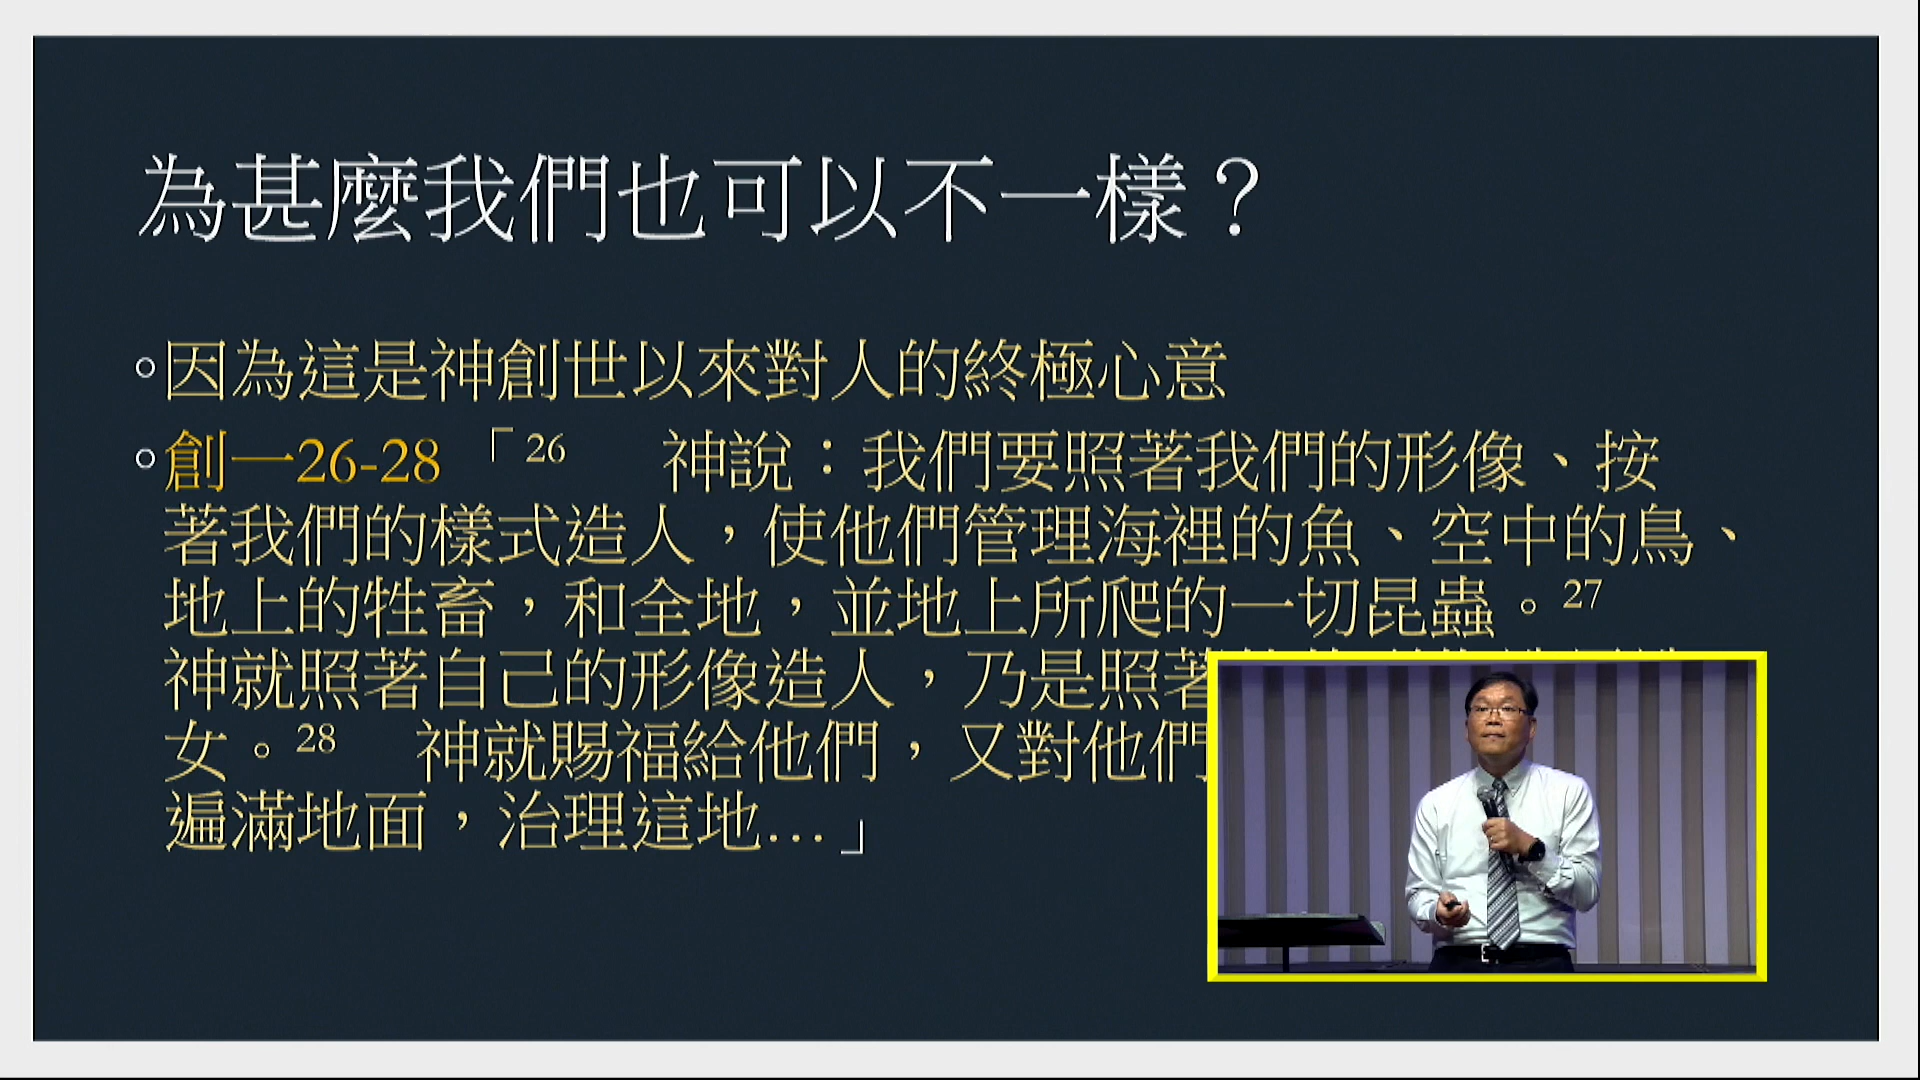 為甚麼我們也可以不一樣？
因為這是神創世以來對人的終極心意
創一26-28 「26　神說：我們要照著我們的形像、按
著我們的樣式造人，使他們管理海裡的魚、空中的鳥、
地上的牲畜，和全地，並地上所爬的一切昆蟲。27
神就照著自己的形像造人，乃是照著
女。28　神就賜福給他們，又對他們
遍滿地面，治理這地…」